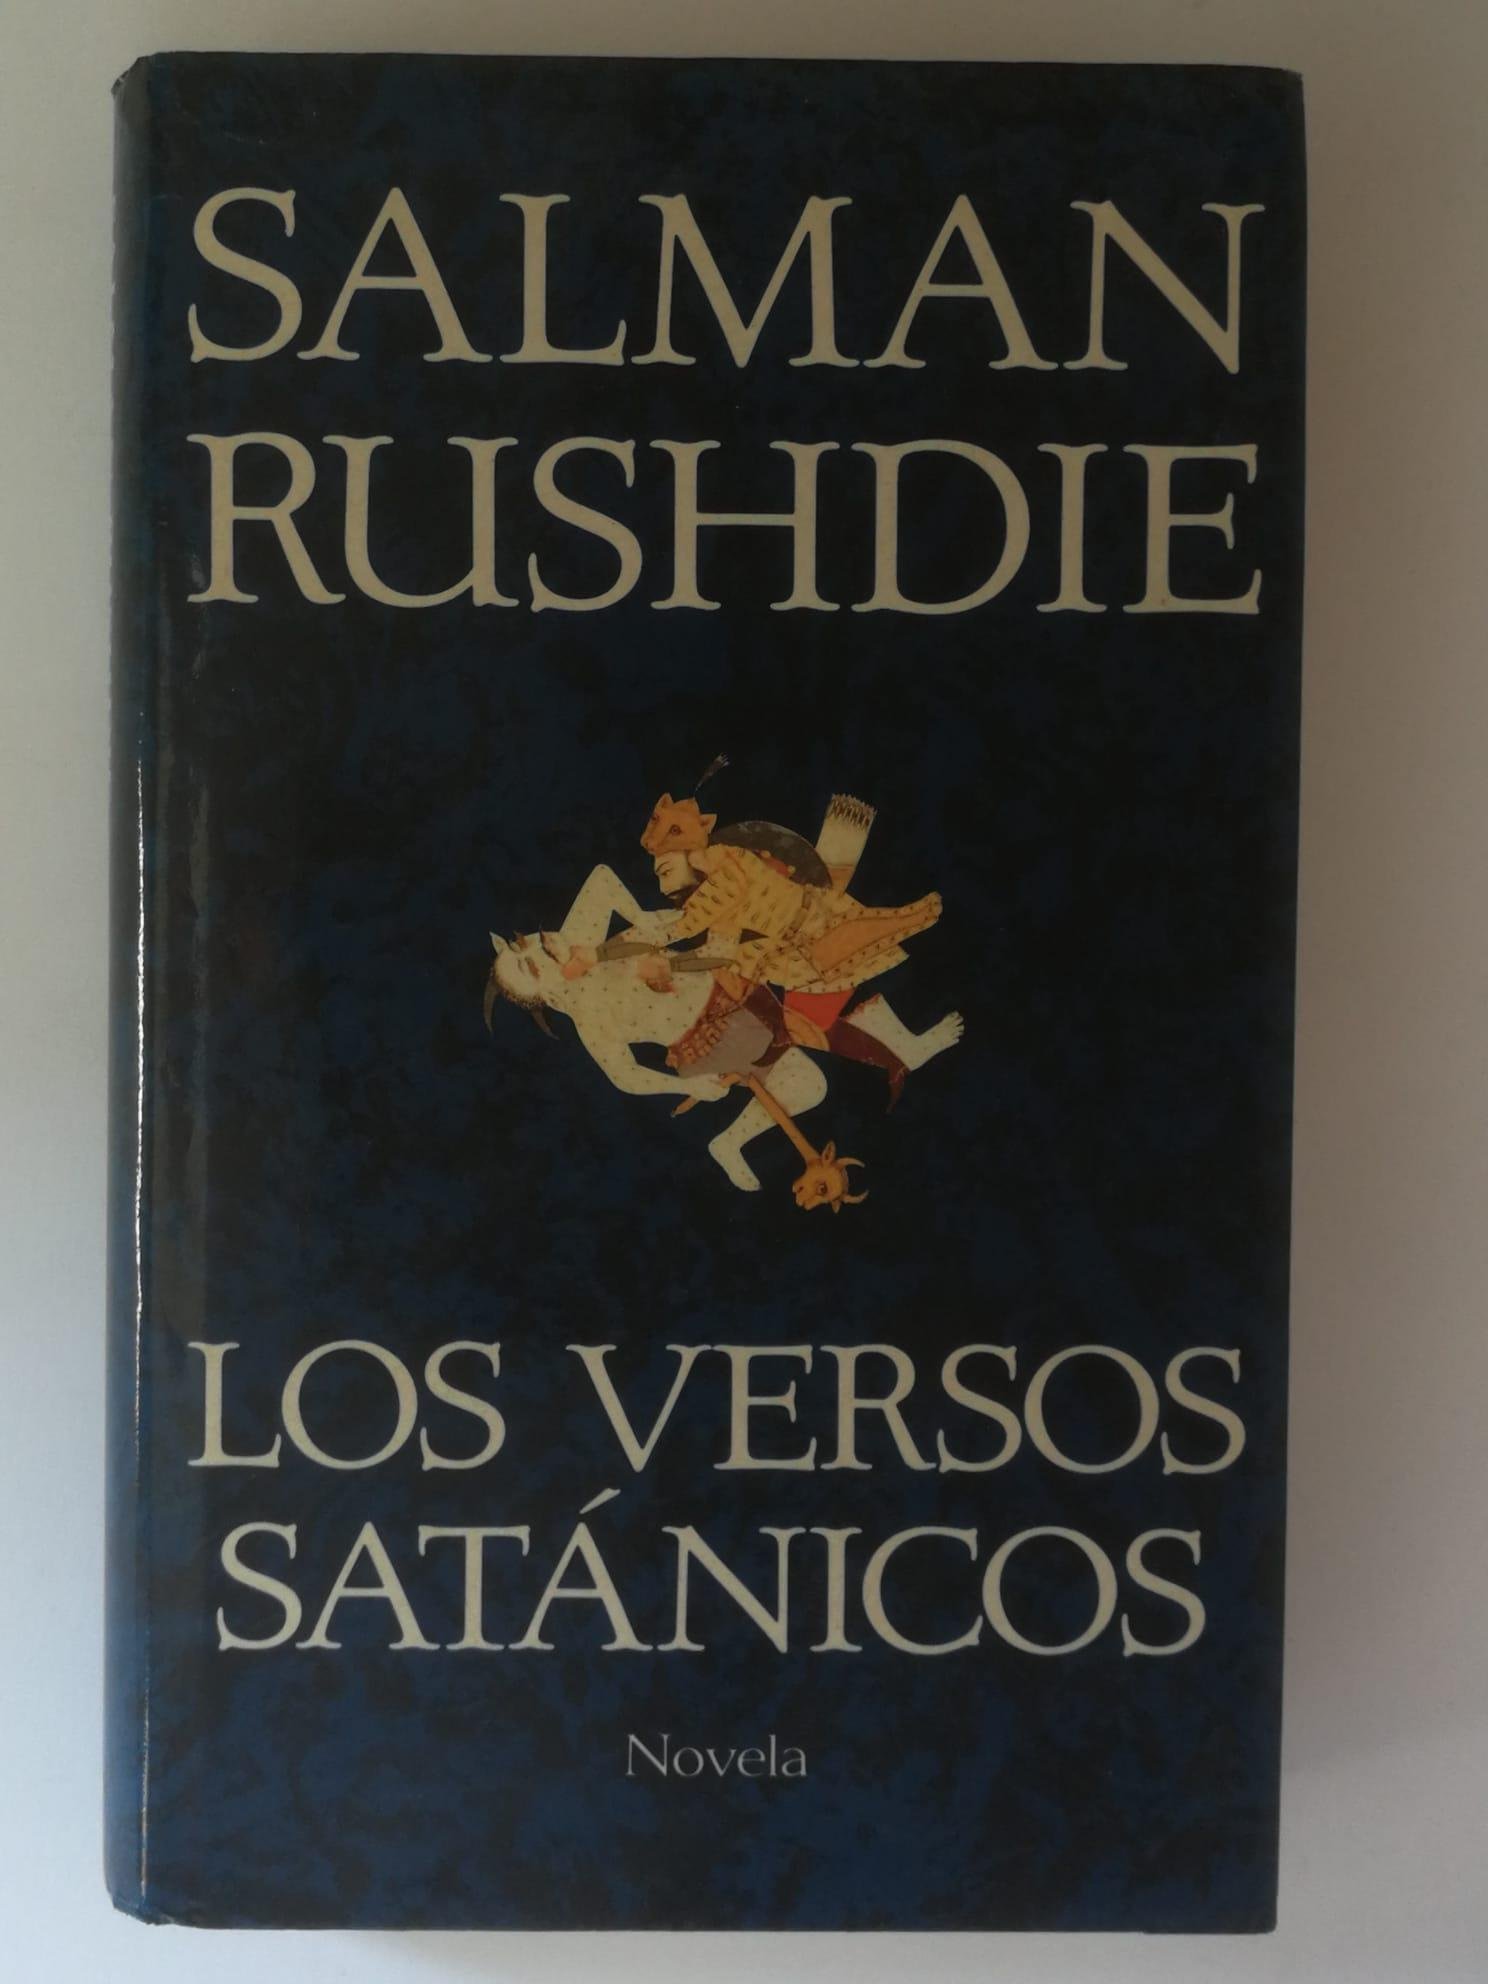 SALMAN
RUSHDIE
LOS VERSOS
SATÁNICOS
Novela